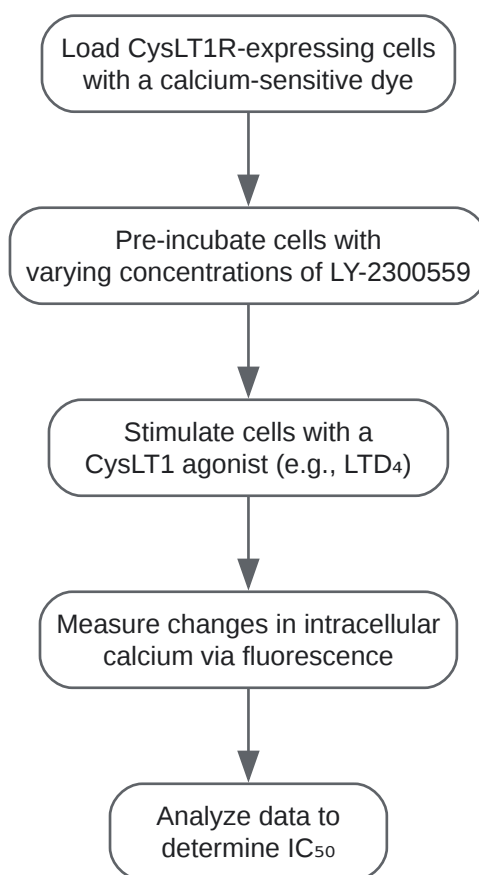 Load CysLT1R-expressing cells
with a calcium-sensitive dye
Pre-incubate cells with
varying concentrations of LY-2300559
Stimulate cells with a
CysLT1 agonist (e.g., LTD₄)
Measure changes in intracellular
calcium via fluorescence
Analyze data to
determine IC₅₀